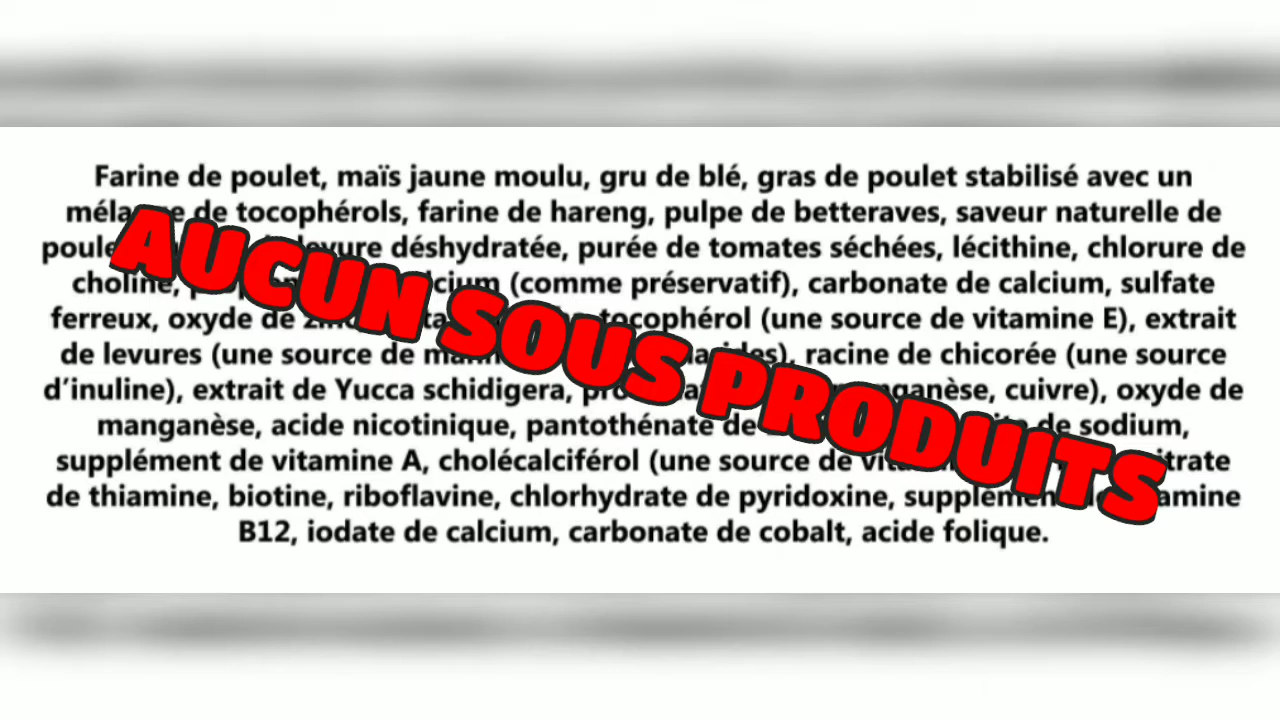 Farine de poulet, maïs jaune moulu, gru de blé, gras de poulet stabilisé avec un
de tocophérols, farine de hareng, pulpe de betteraves, saveur naturelle de
levure déshydratée, purée de tomates séchées, lécithine, chlorure de
choline, (comme préservatif), carbonate de calcium, sulfate
ferreux, oxyde de tocophérol (une source de vitamine E), extrait
de levures (une source de racine de chicorée (une source
d’inuline), extrait de Yucca schidigera, manganèse, cuivre), oxyde de
manganèse, acide nicotinique, pantothénate de de sodium,
supplément de vitamine A, cholécalciférol (une source de
de thiamine, biotine, riboflavine, chlorhydrate de pyridoxine, supplément
B12, iodate de calcium, carbonate de cobalt, acide folique.
AUCUN SOUS PRODUITS